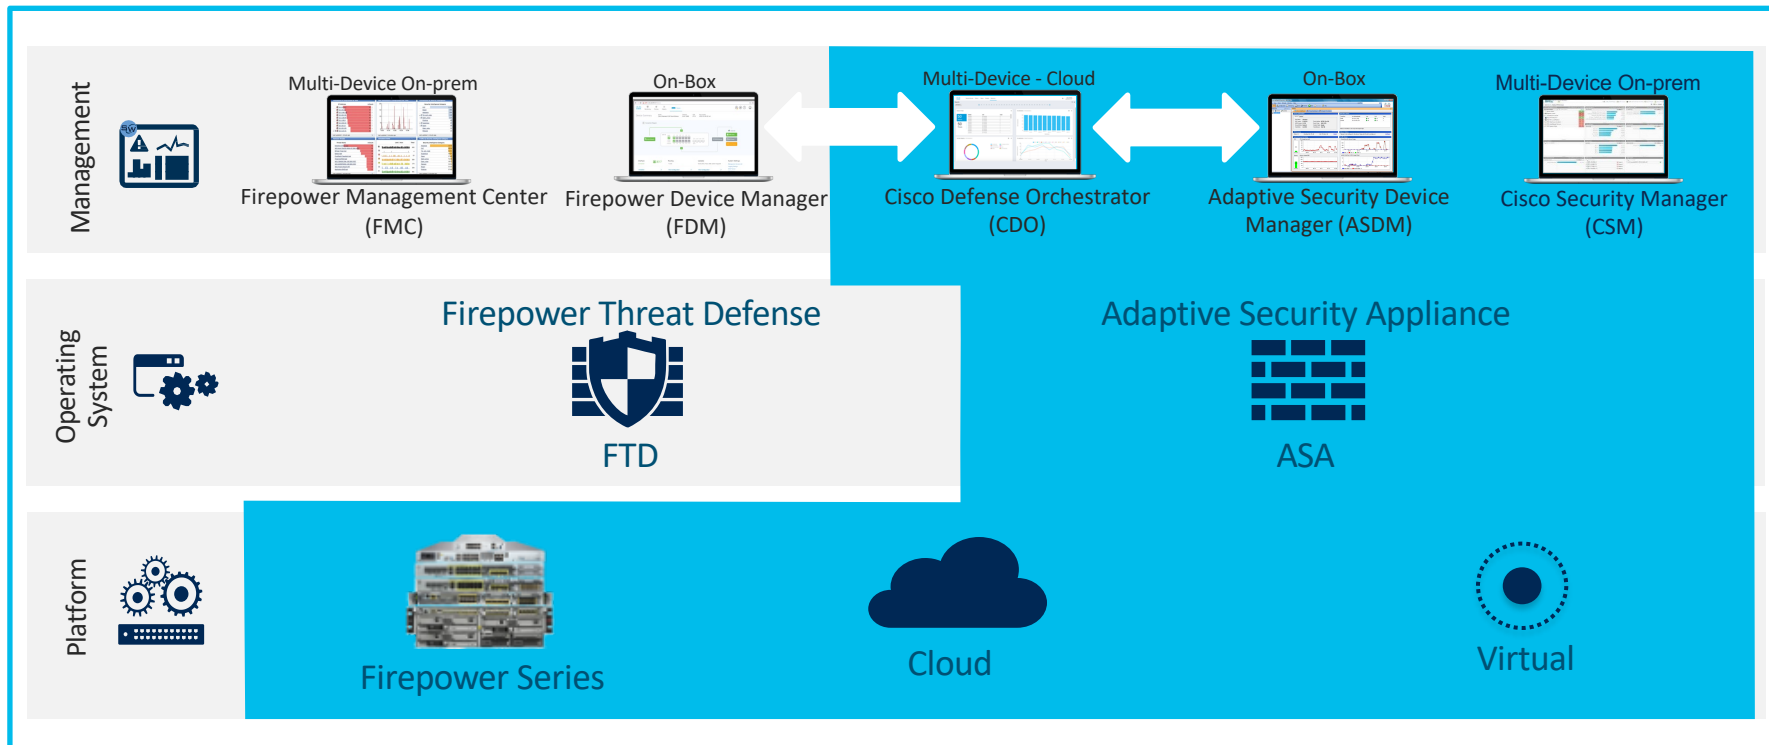 Management
Multi-Device On-prem
Firepower Management Center
(FMC)
On-Box
Firepower Device Manager
(FDM)
Multi-Device - Cloud
Cisco Defense Orchestrator
(CDO)
On-Box
Adaptive Security Device
Manager (ASDM)
Multi-Device On-prem
Cisco Security Manager
(CSM)
Operating
System
Firepower Threat Defense
FTD
Adaptive Security Appliance
ASA
Platform
Firepower Series
Cloud
Virtual